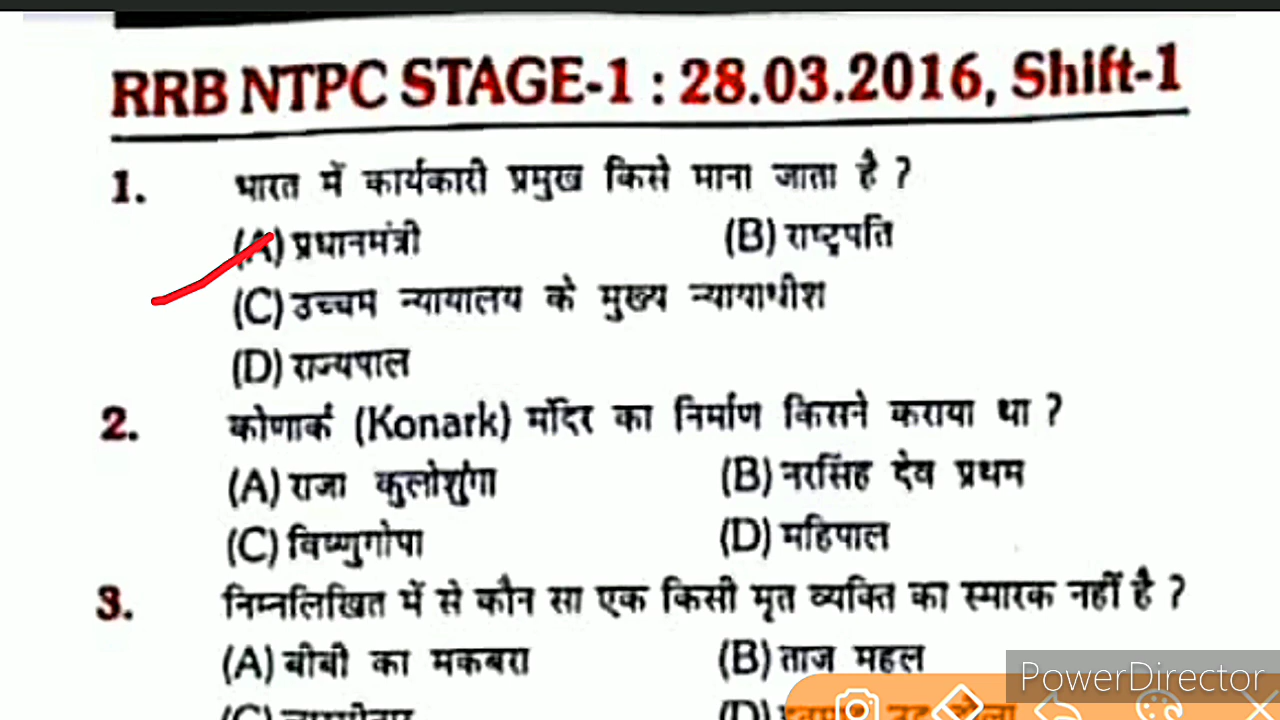 RRB NTPC STAGE-1 : 28.03.2016, Shift-1
1. भारत में कार्यकारी प्रमुख किसे माना जाता है ?
(A) प्रधानमंत्री (B) राष्ट्रपति
(C) उच्चम न्यायालय के मुख्य न्यायाधीश
(D) राज्यपाल
2. कोणार्क (Konark) मंदिर का निर्माण किसने कराया था ?
(A) राजा कुलोशुंगा (B) नरसिंह देव प्रथम
(C) विष्णुगोपा (D) महिपाल
3. निम्नलिखित में से कौन सा एक किसी मृत व्यक्ति का स्मारक नहीं है ?
(A) बीबी का मकबरा (B) ताज महल
(C) (D)
PowerDirector